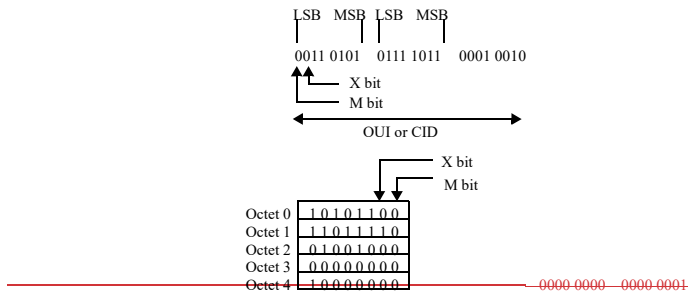 LSB MSB LSB MSB
0011 0101 0111 1011 0001 0010
X bit
M bit
OUI or CID
X bit
M bit
Octet 0 1 0 1 0 1 1 0 0
Octet 1 1 1 0 1 1 1 1 0
Octet 2 0 1 0 0 1 0 0 0
Octet 3 0 0 0 0 0 0 0 0
Octet 4 1 0 0 0 0 0 0 0 0000 0000 0000 0001